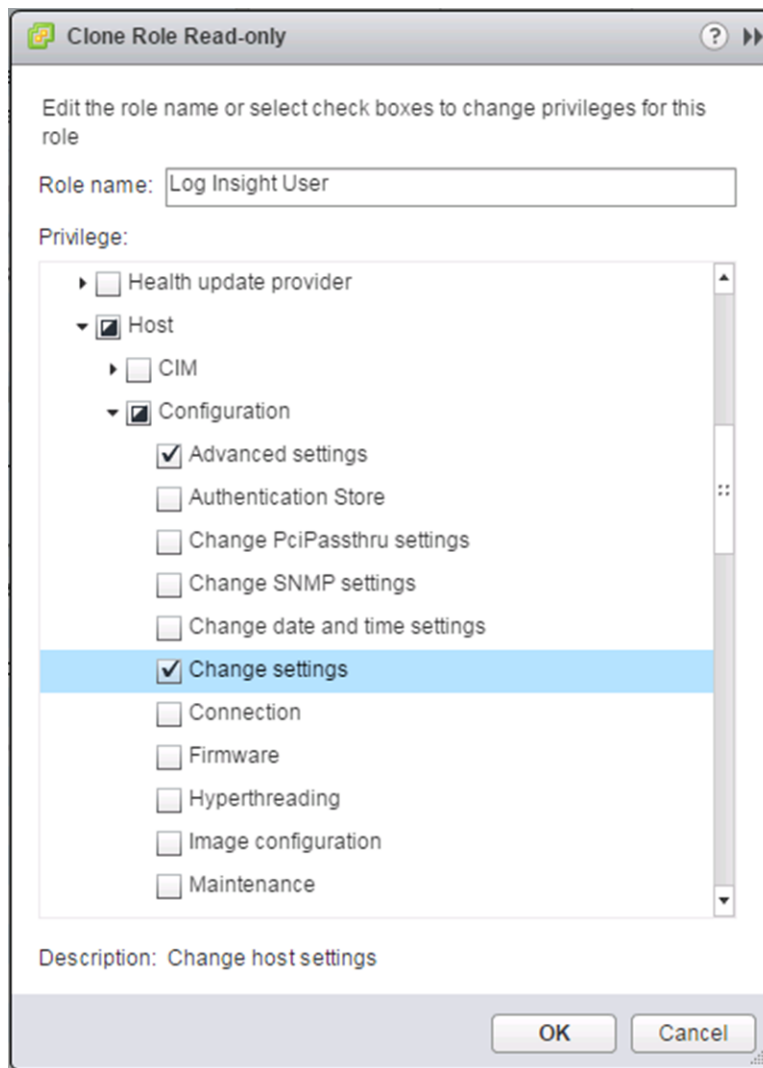 Clone Role Read-only
Edit the role name or select check boxes to change privileges for this
role
Role name: Log Insight User
Privilege:
Health update provider
Host
CIM
Configuration
Advanced settings
Authentication Store
Change PciPassthru settings
Change SNMP settings
Change date and time settings
Change settings
Connection
Firmware
Hyperthreading
Image configuration
Maintenance
Description: Change host settings
OK Cancel